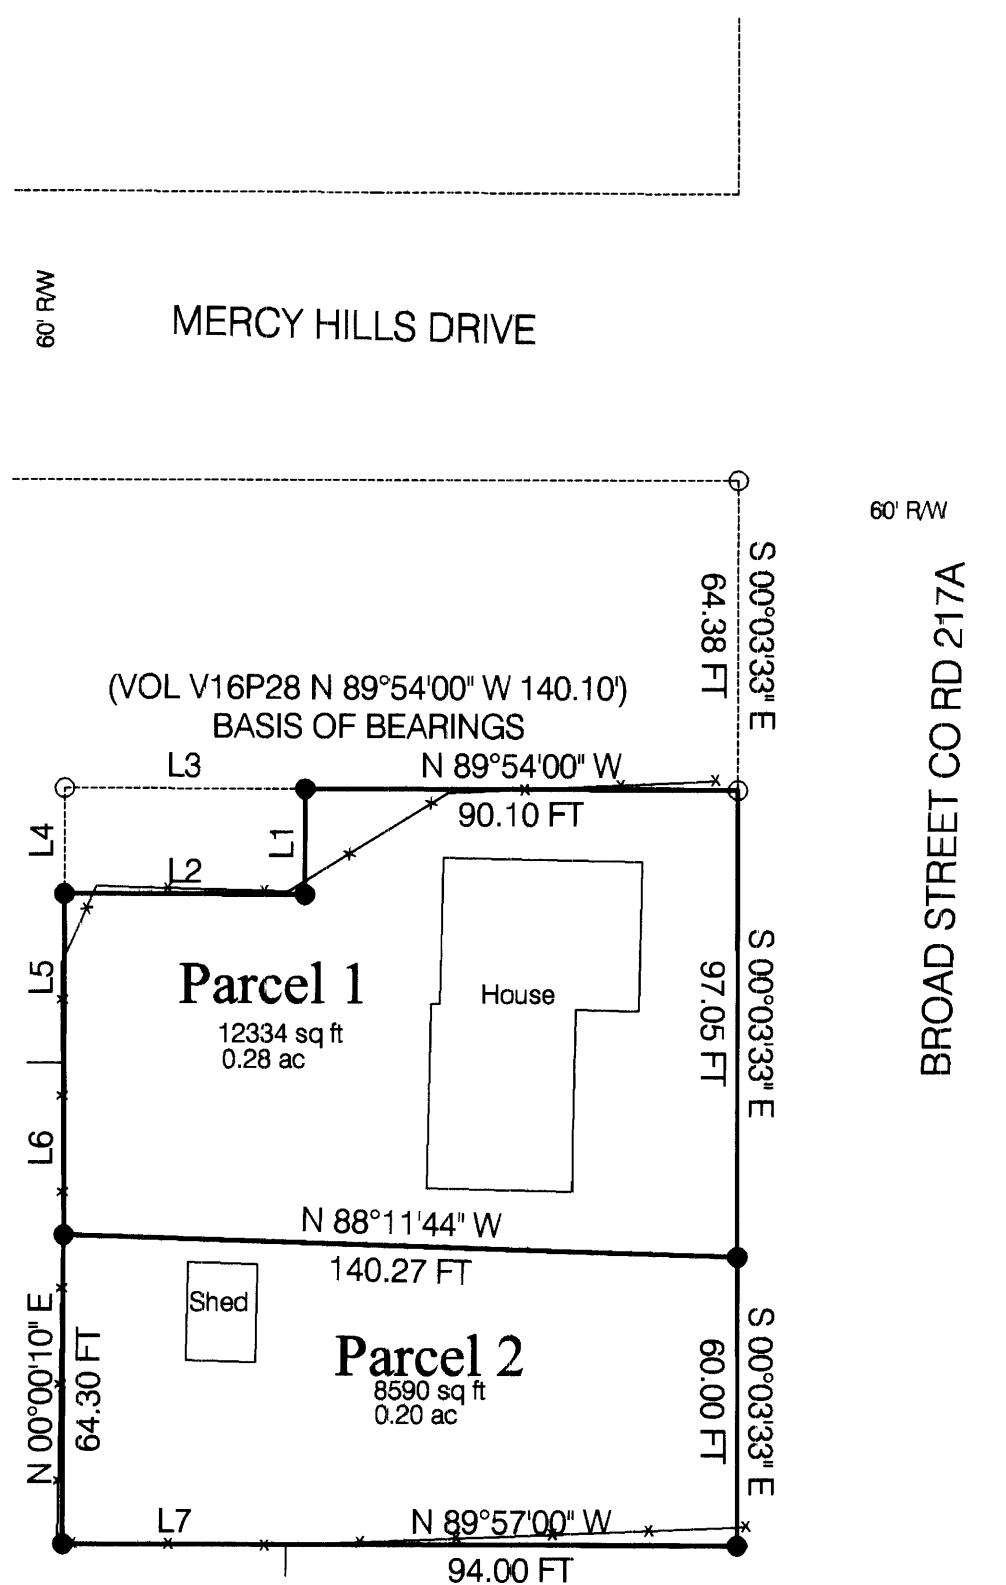 60' R/W
MERCY HILLS DRIVE
60' R/W
S 00°03'33" E
64.38 FT
BROAD STREET CO RD 217A
(VOL V16P28 N 89°54'00" W 140.10')
BASIS OF BEARINGS
L3
N 89°54'00" W
90.10 FT
L4
L1
L2
L5
Parcel 1
12334 sq ft
0.28 ac
House
S 00°03'33" E
97.05 FT
L6
N 88°11'44" W
140.27 FT
Shed
Parcel 2
8590 sq ft
0.20 ac
N 00°00'10" E
64.30 FT
S 00°03'33" E
60.00 FT
L7
N 89°57'00" W
94.00 FT